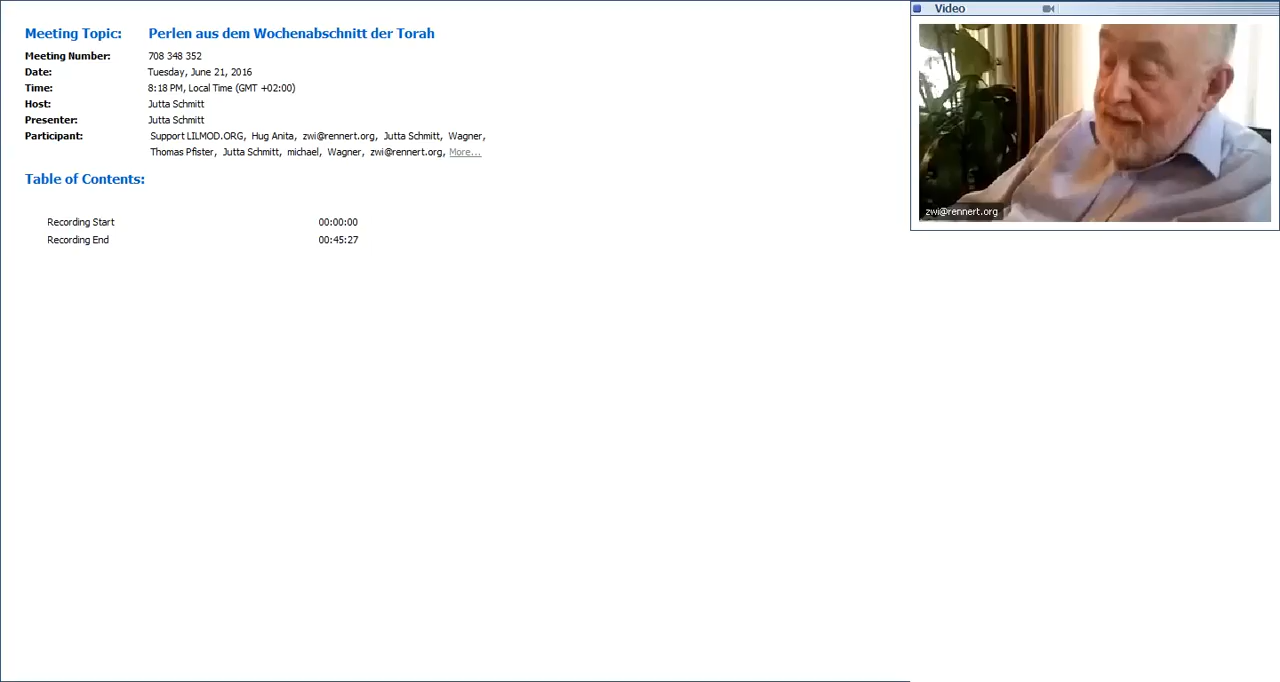 Meeting Topic: Perlen aus dem Wochenabschnitt der Torah
Meeting Number: 708 348 352
Date: Tuesday, June 21, 2016
Time: 8:18 PM, Local Time (GMT +02:00)
Host: Jutta Schmitt
Presenter: Jutta Schmitt
Participant: Support LILMOD.ORG, Hug Anita, zwi@rennert.org, Jutta Schmitt, Wagner,
Thomas Pfister, Jutta Schmitt, michael, Wagner, zwi@rennert.org, More...
Table of Contents:
Recording Start 00:00:00
Recording End 00:45:27
Video
zwi@rennert.org